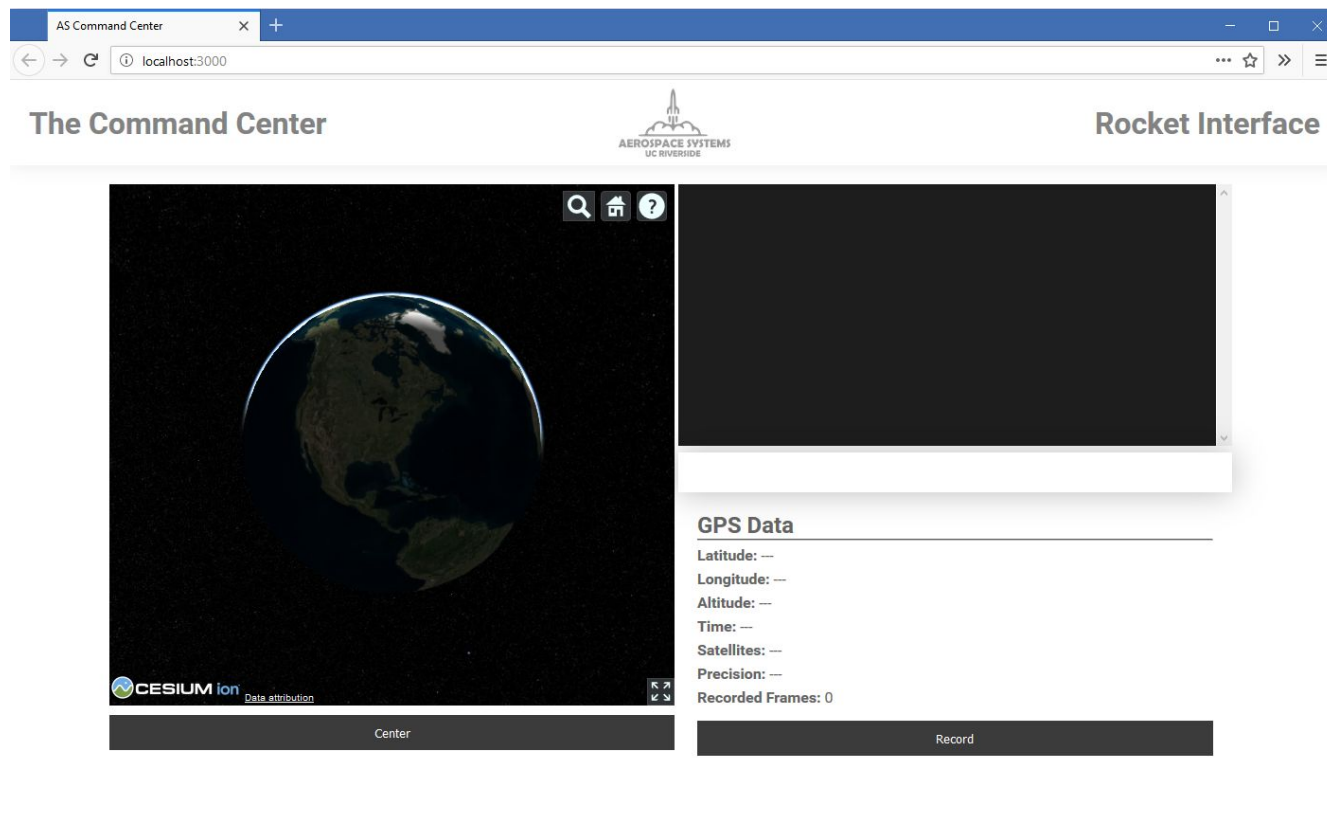 AS Command Center
localhost:3000
The Command Center
AEROSPACE SYSTEMS
UC RIVERSIDE
Rocket Interface
?
CESIUM ion
Data attribution
Center
GPS Data
Latitude: ---
Longitude: ---
Altitude: ---
Time: ---
Satellites: ---
Precision: ---
Recorded Frames: 0
Record